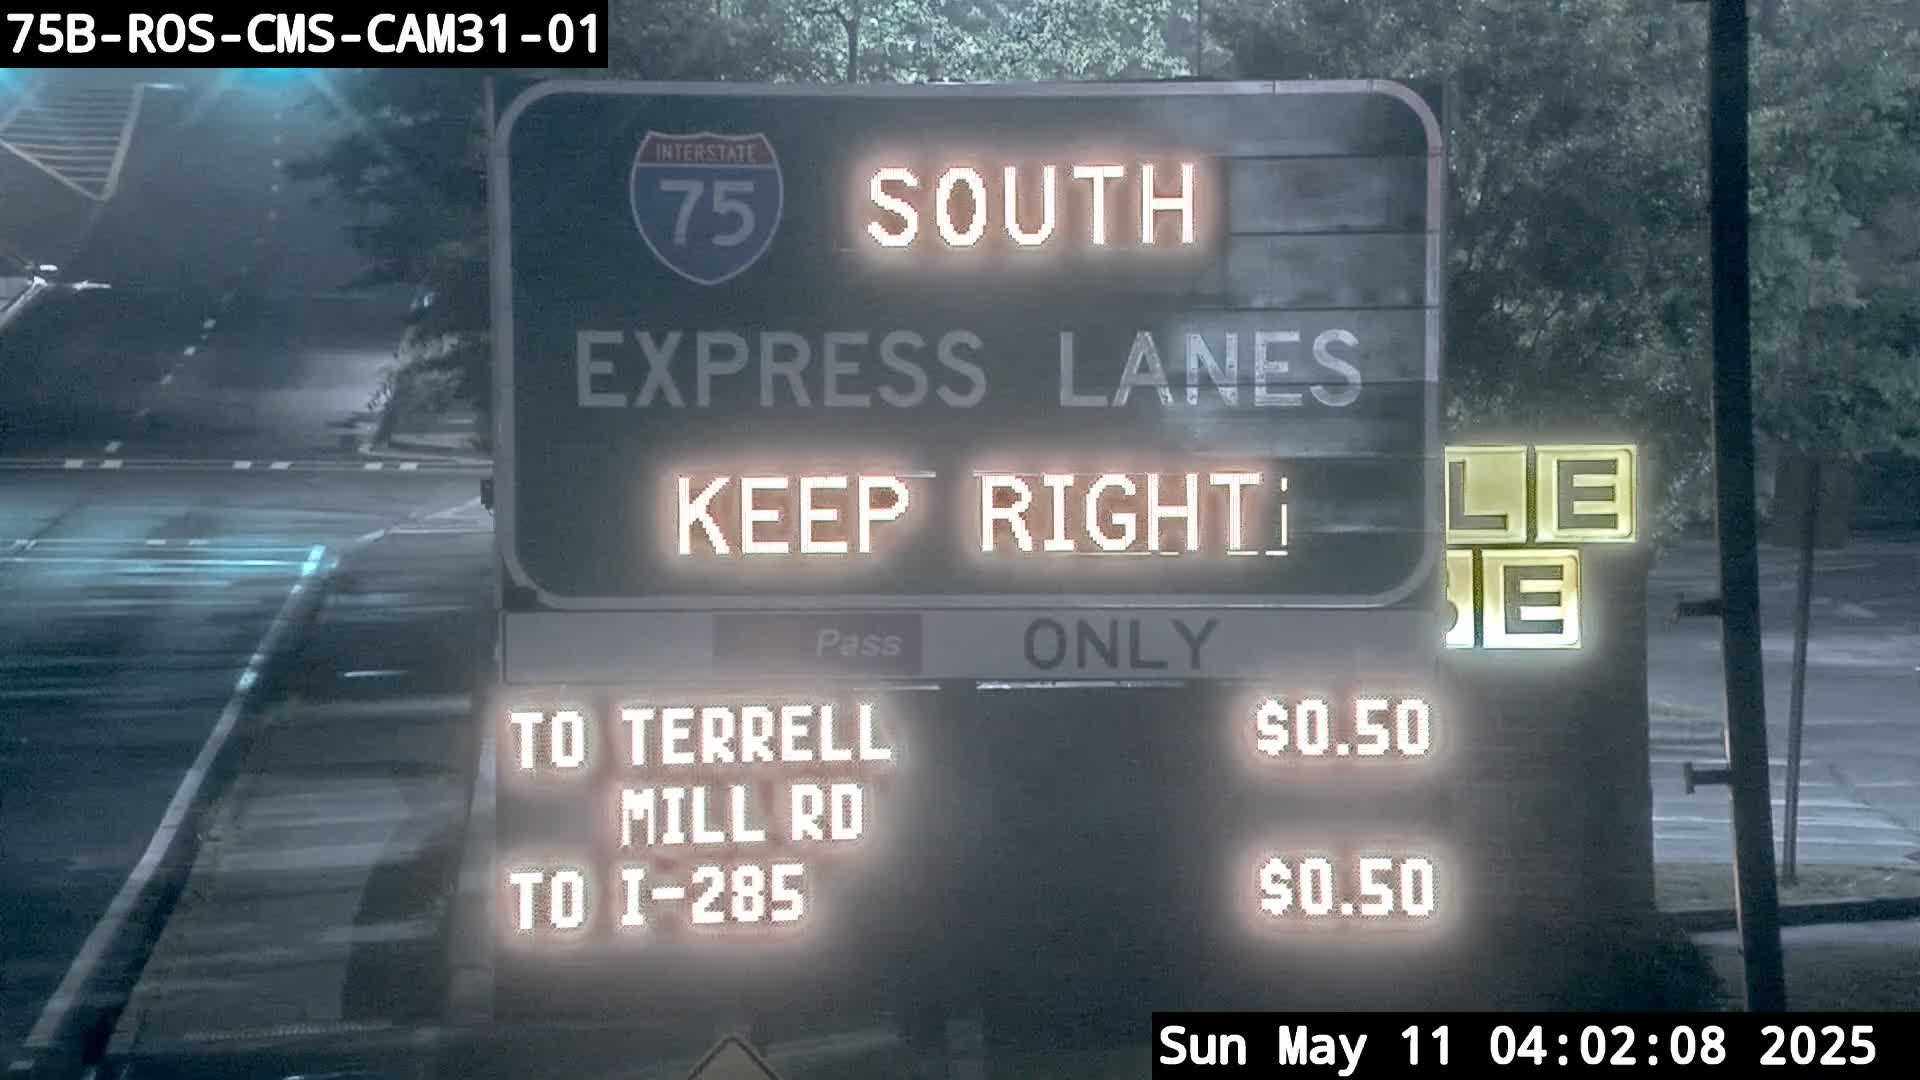 75B-ROS-CMS-CAM31-01
INTERSTATE
75
SOUTH
EXPRESS LANES
KEEP RIGHT
Pass ONLY
TO TERRELL $0.50
MILL RD
TO I-285 $0.50
LE
E
Sun May 11 04:02:08 2025